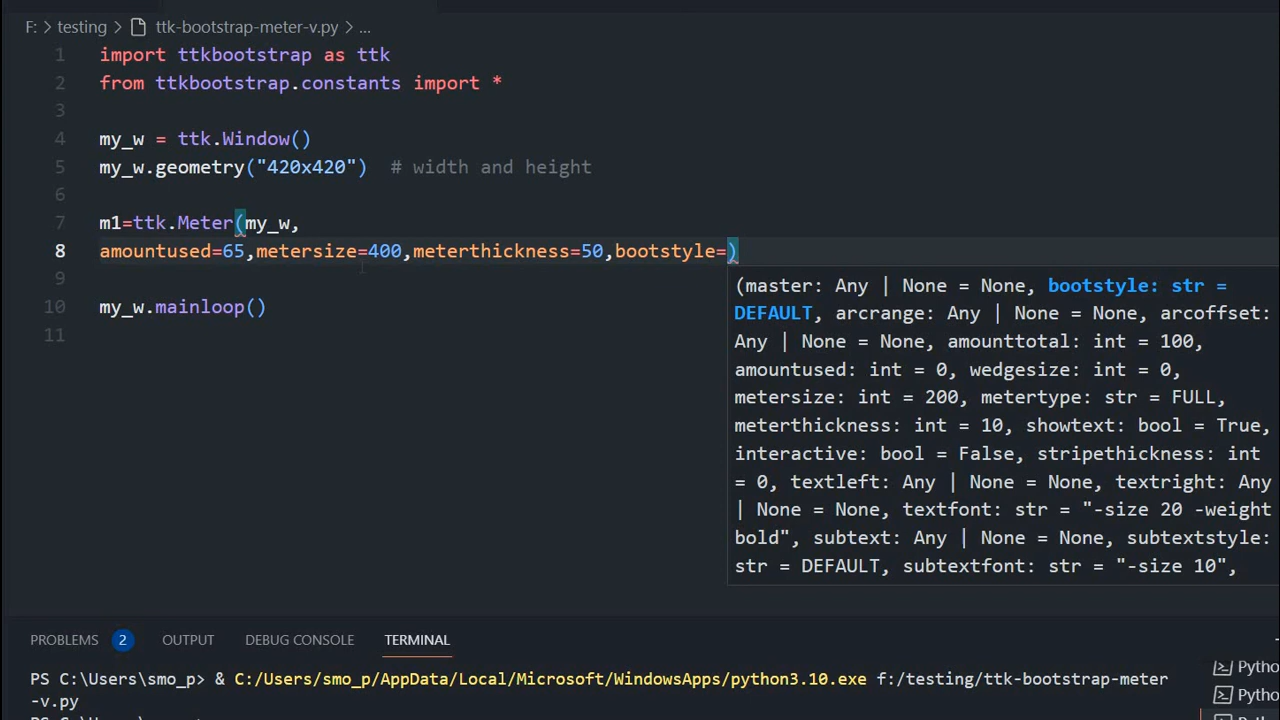 F: > testing > ttk-bootstrap-meter-v.py > ...
1 import ttkbootstrap as ttk
2 from ttkbootstrap.constants import *
3
4 my_w = ttk.Window()
5 my_w.geometry("420x420")  # width and height
6
7 m1=ttk.Meter(my_w,
8 amountused=65,metersize=400,meterthickness=50,bootstyle=)
9
10 my_w.mainloop()
11
(master: Any | None = None, bootstyle: str =
DEFAULT, arcrange: Any | None = None, arcoffset:
Any | None = None, amounttotal: int = 100,
amountused: int = 0, wedgesize: int = 0,
metersize: int = 200, metertype: str = FULL,
meterthickness: int = 10, showtext: bool = True,
interactive: bool = False, stripethickness: int
= 0, textleft: Any | None = None, textright: Any
| None = None, textfont: str = "-size 20 -weight
bold", subtext: Any | None = None, subtextstyle:
str = DEFAULT, subtextfont: str = "-size 10",
PROBLEMS 2 OUTPUT DEBUG CONSOLE TERMINAL
PS C:\Users\smo_p> & C:/Users/smo_p/AppData/Local/Microsoft/WindowsApps/python3.10.exe f:/testing/ttk-bootstrap-meter
-v.py
Pytho
Pytho